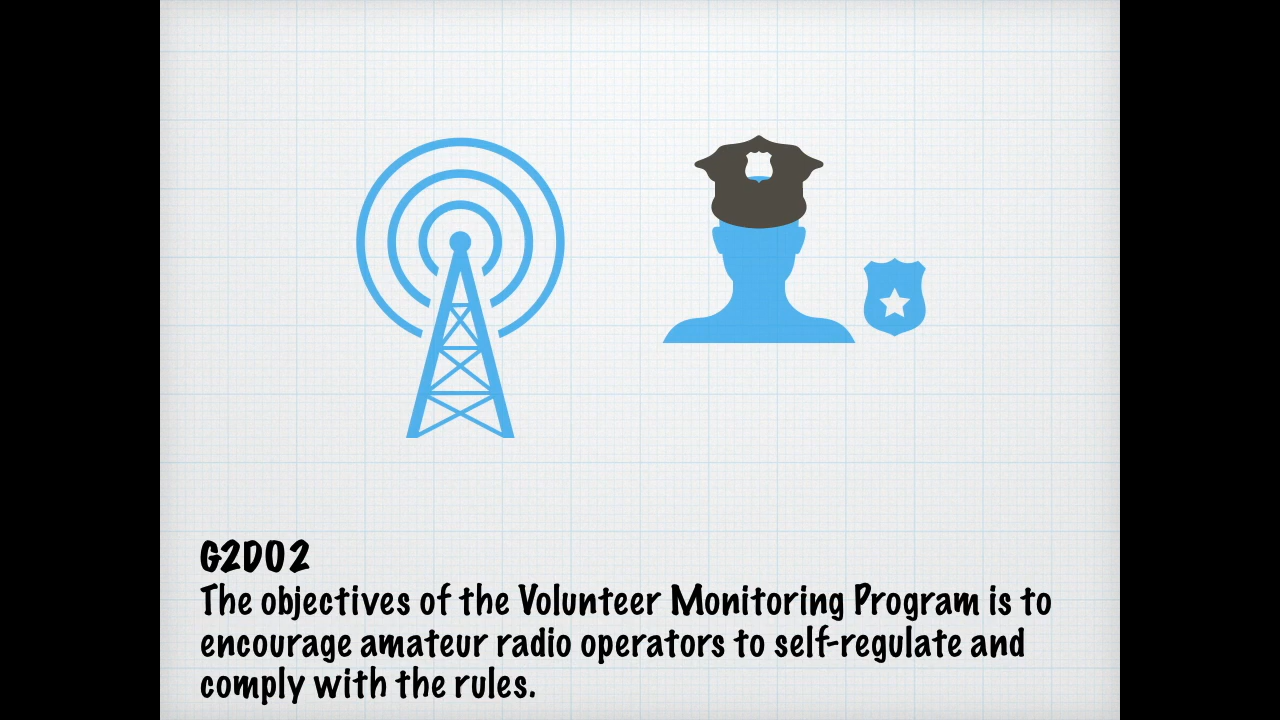 G2D02
The objectives of the Volunteer Monitoring Program is to
encourage amateur radio operators to self-regulate and
comply with the rules.